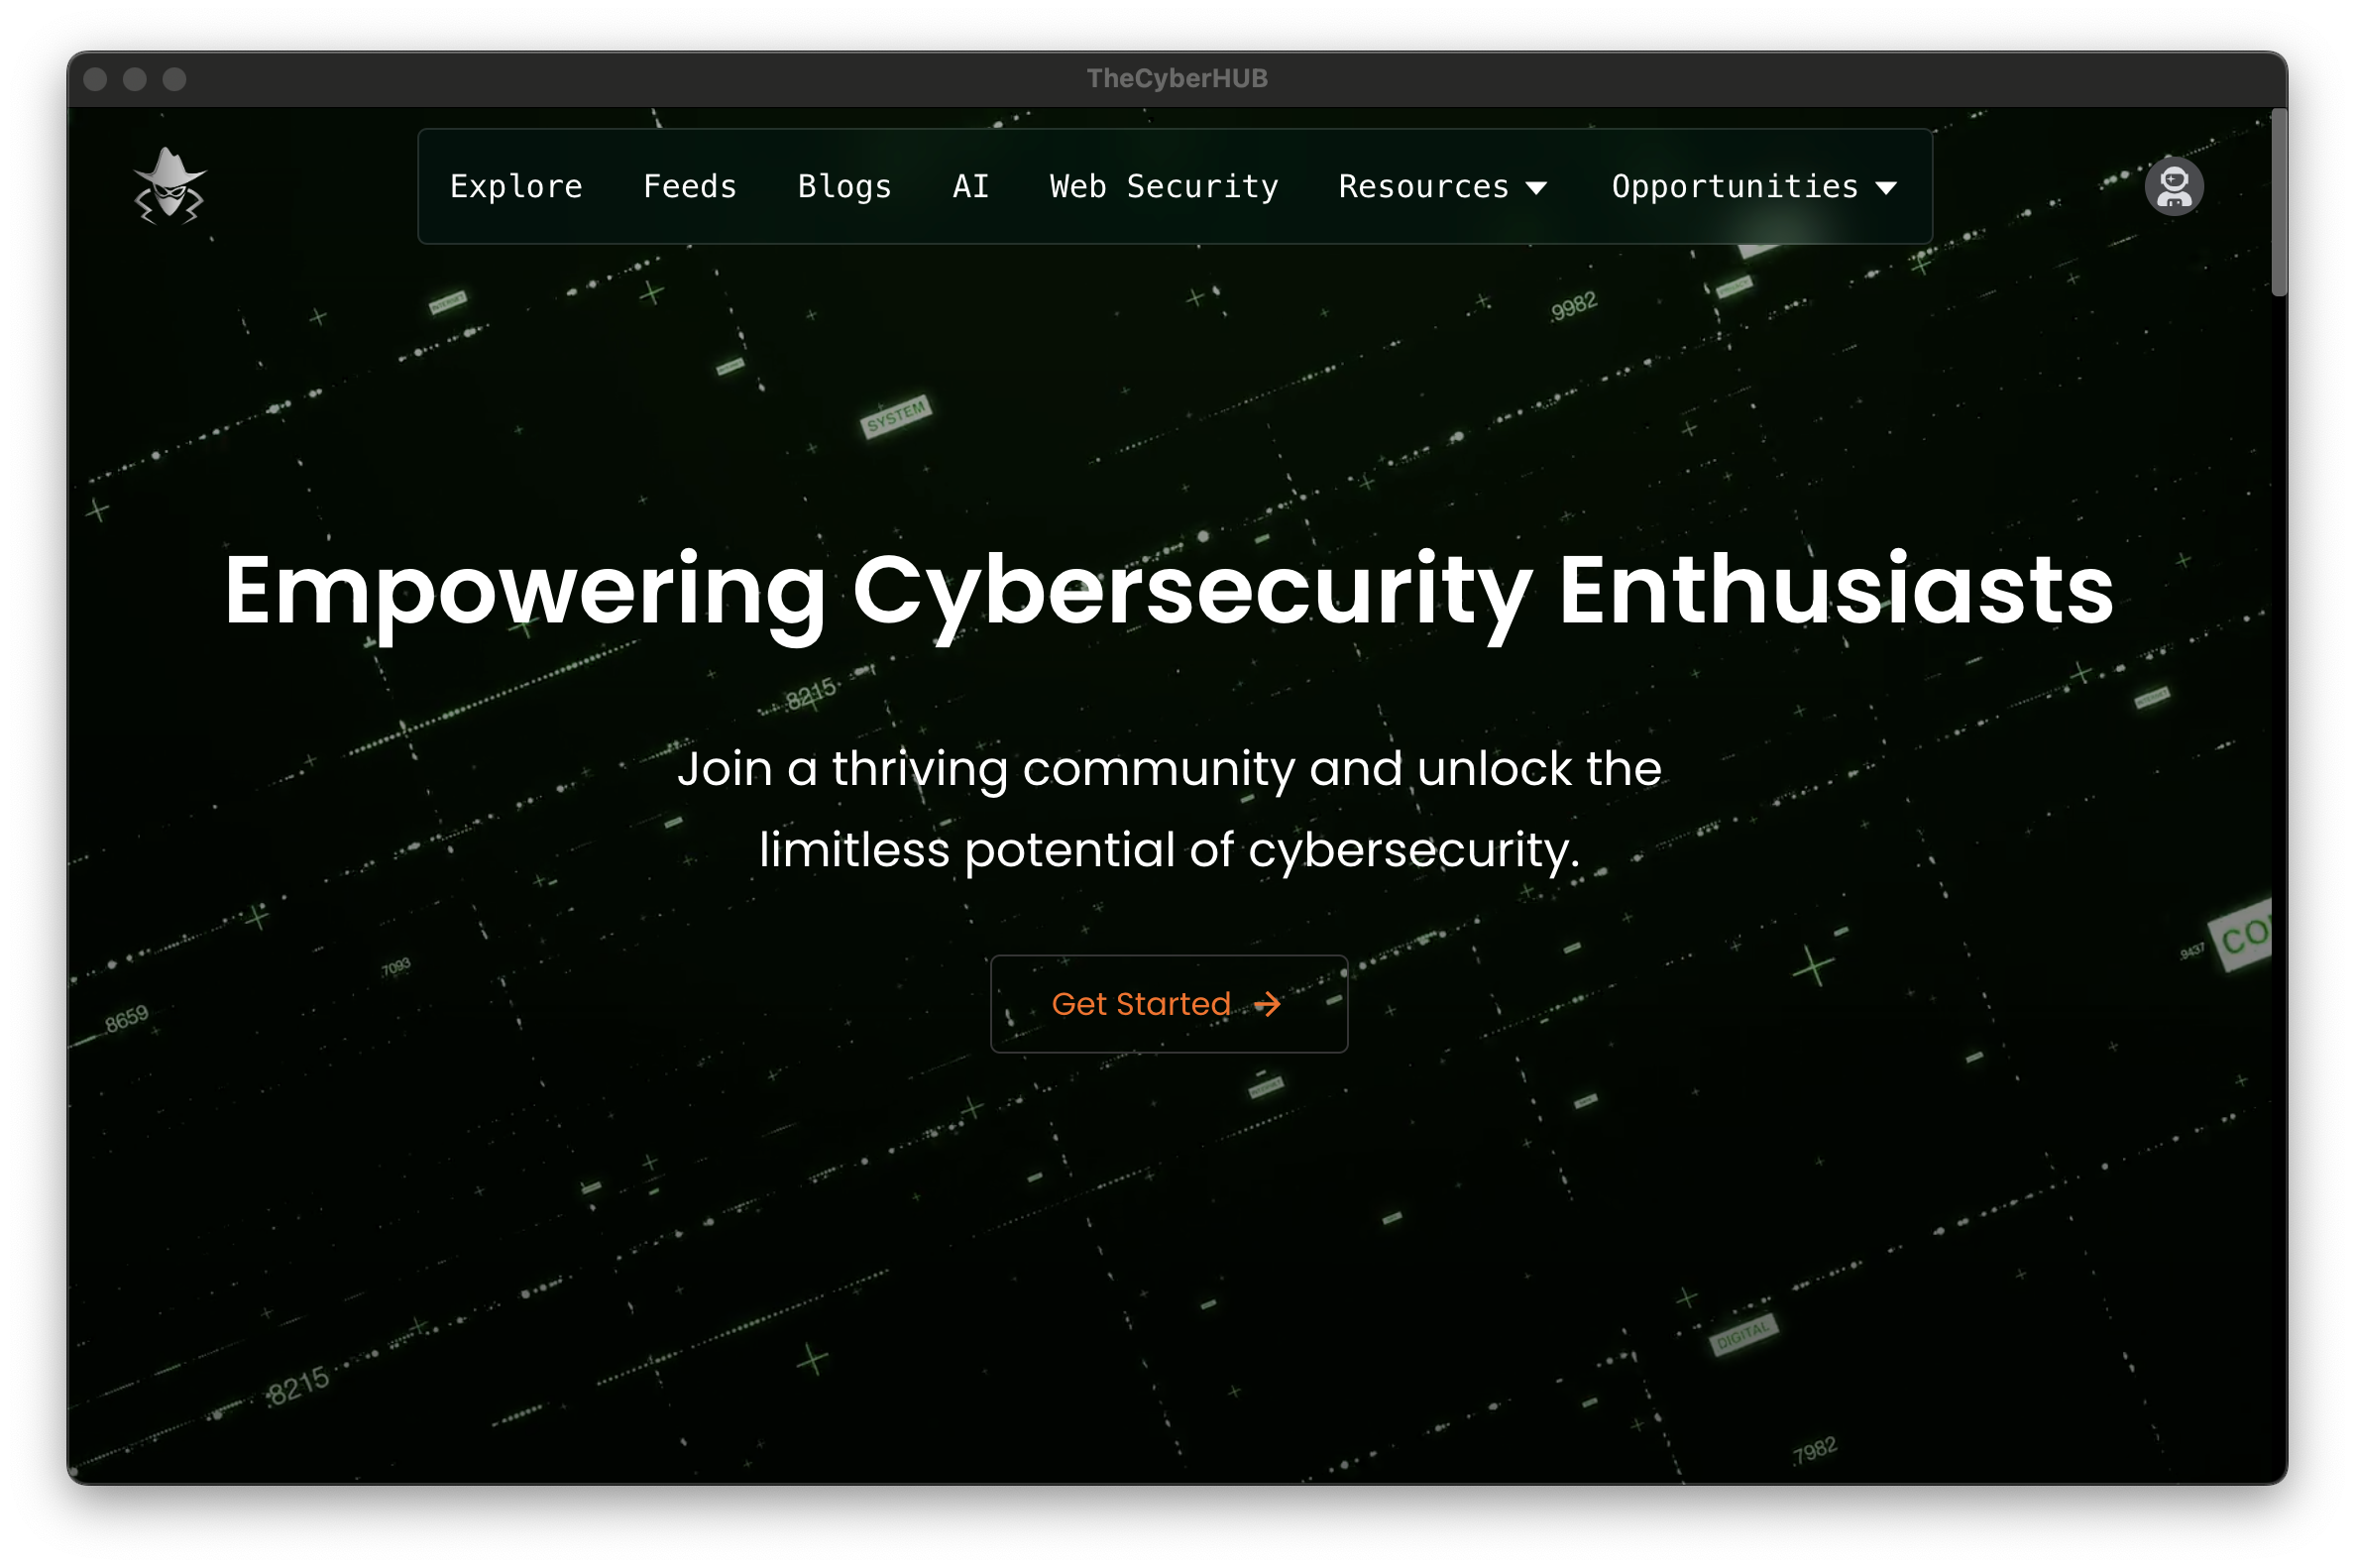 TheCyberHUB
Explore Feeds Blogs AI Web Security Resources Opportunities
.9982
SYSTEM
Empowering Cybersecurity Enthusiasts
.8215
Join a thriving community and unlock the
limitless potential of cybersecurity.
.7093
.9437
CO
.8659
Get Started →
DIGITAL
.8215
.7982